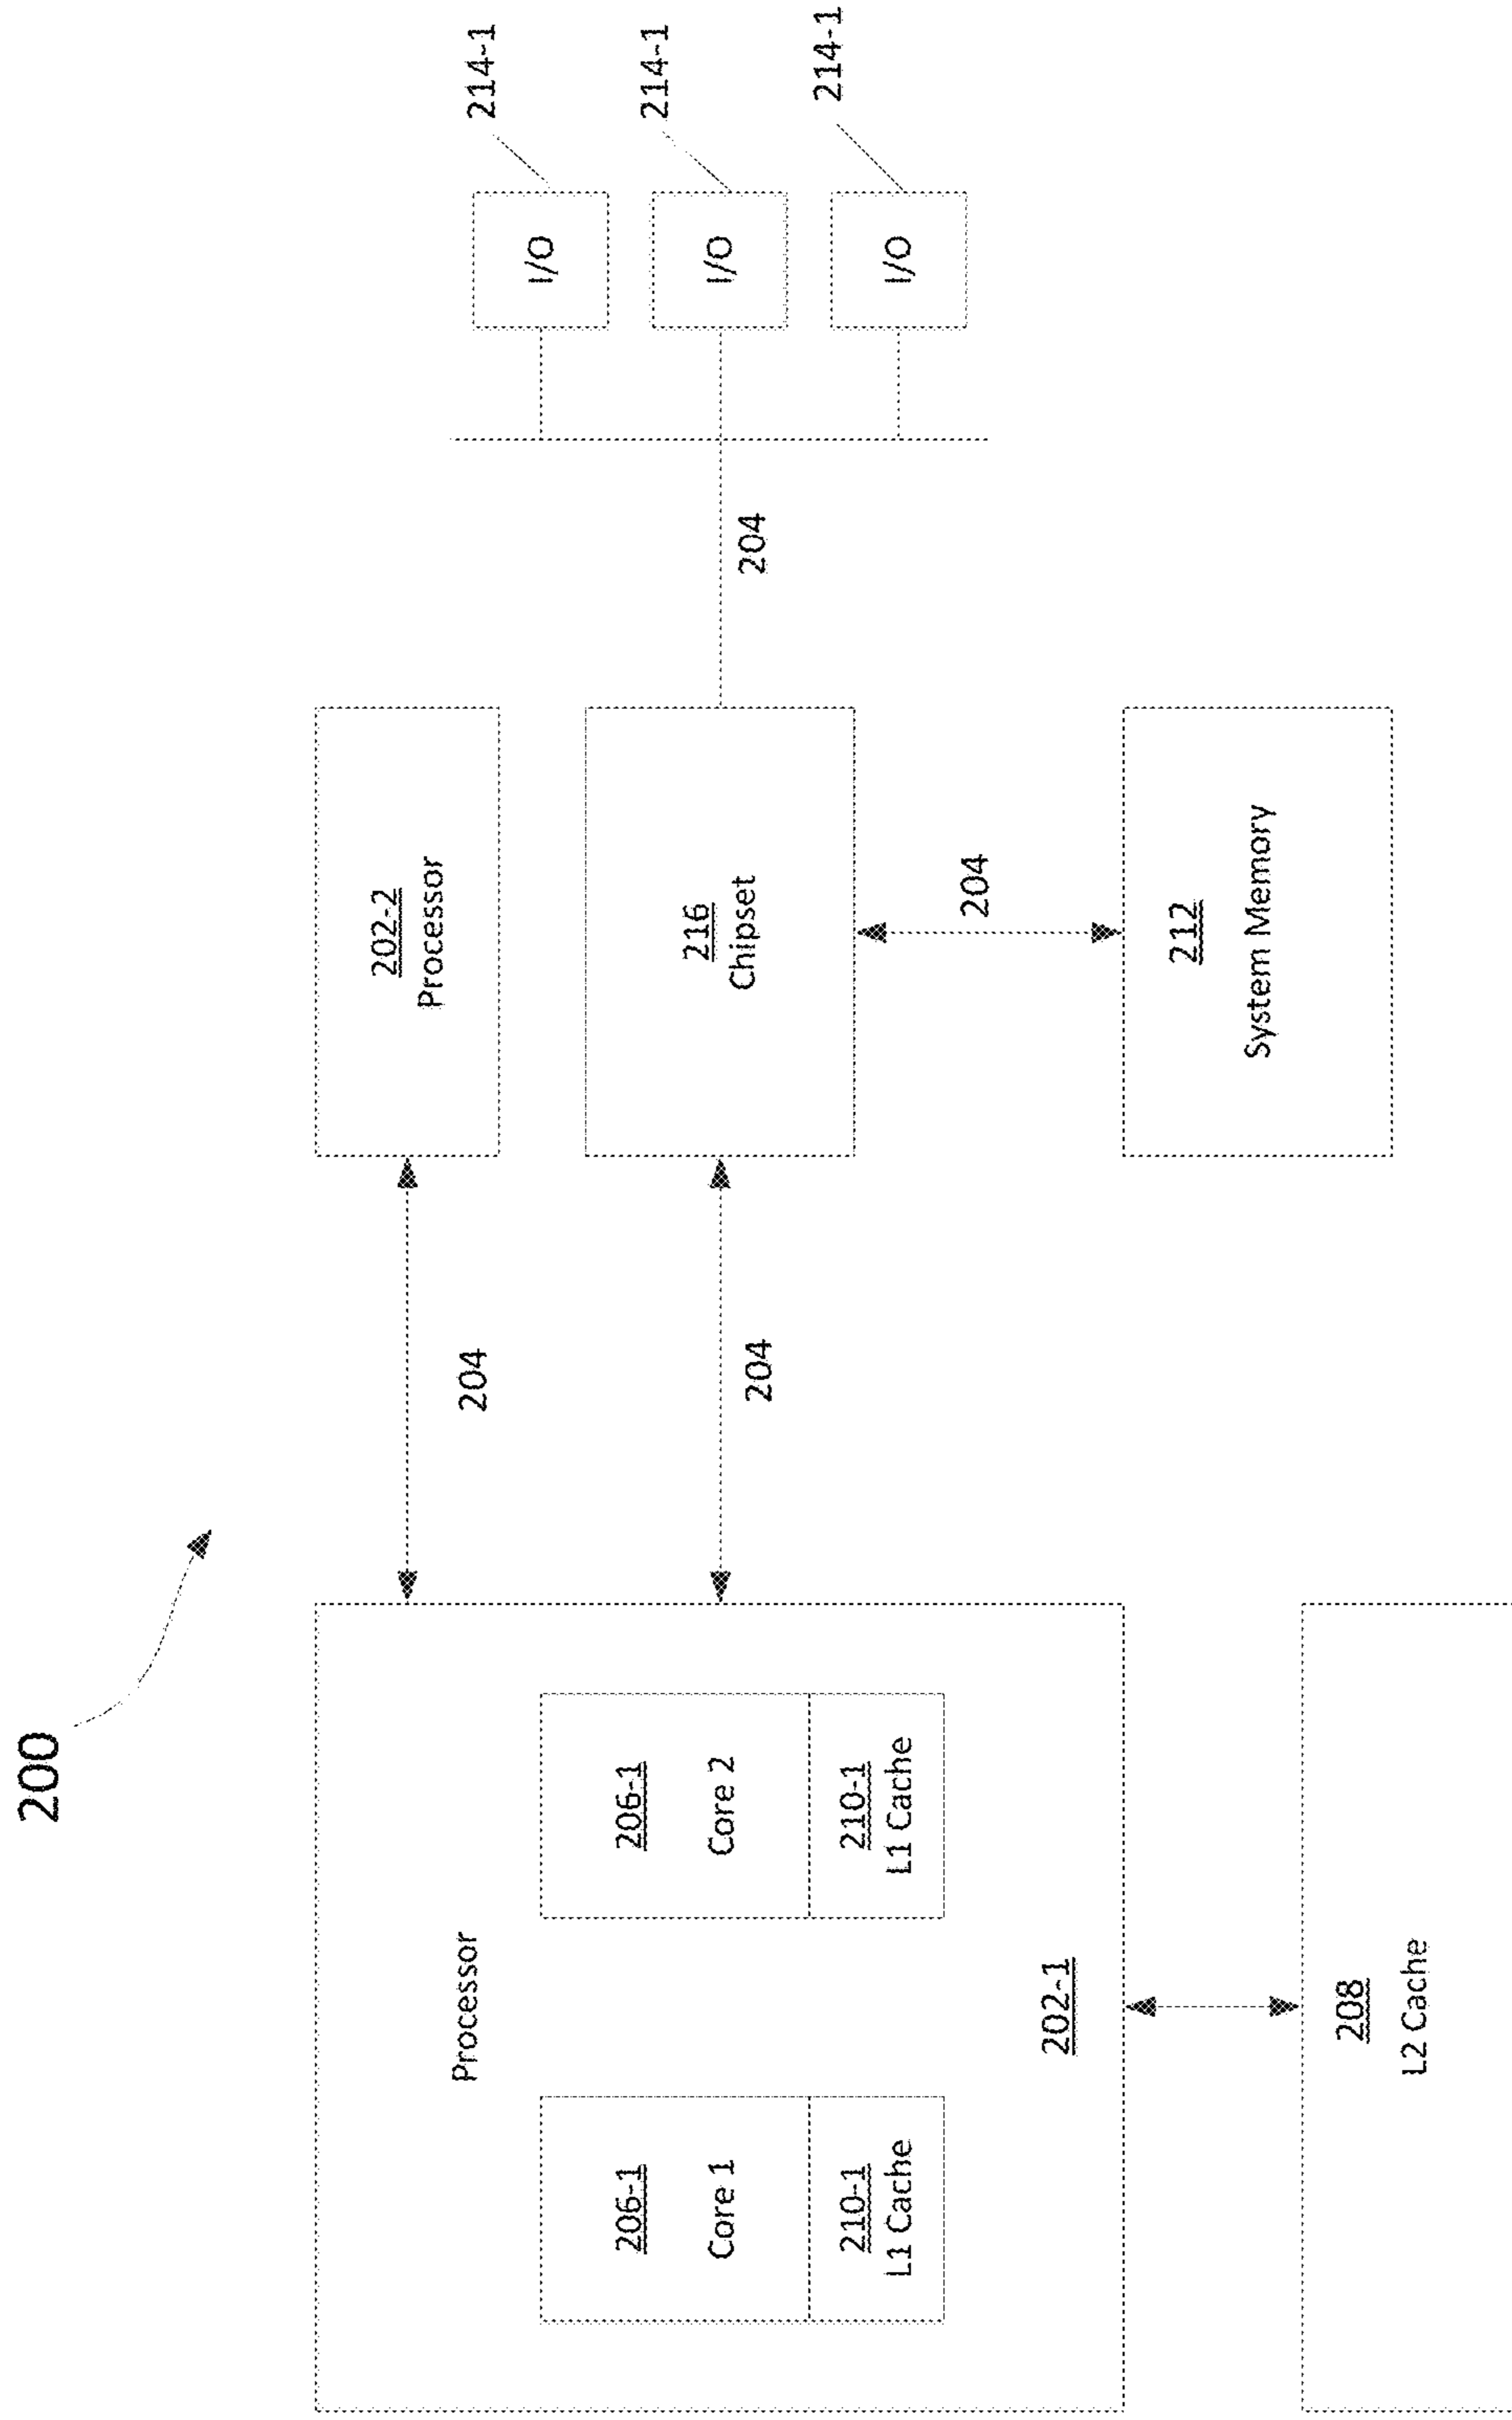 200
Processor
206-1
Core 1
210-1
L1 Cache
206-1
Core 2
210-1
L1 Cache
202-1
208
L2 Cache
204
204
202-2
Processor
216
Chipset
204
212
System Memory
204
I/O
214-1
I/O
214-1
I/O
214-1